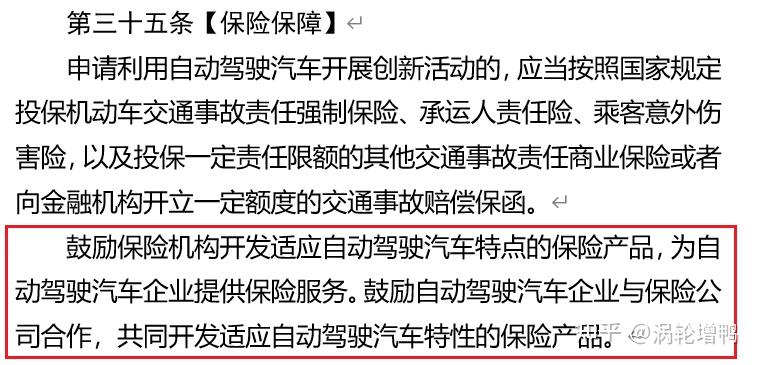 第三十五条【保险保障】
申请利用自动驾驶汽车开展创新活动的，应当按照国家规定
投保机动车交通事故责任强制保险、承运人责任险、乘客意外伤
害险，以及投保一定责任限额的其他交通事故责任商业保险或者
向金融机构开立一定额度的交通事故赔偿保函。
鼓励保险机构开发适应自动驾驶汽车特点的保险产品，为自
动驾驶汽车企业提供保险服务。鼓励自动驾驶汽车企业与保险公
司合作，共同开发适应自动驾驶汽车特性的保险产品。
知乎 @涡轮增鸭